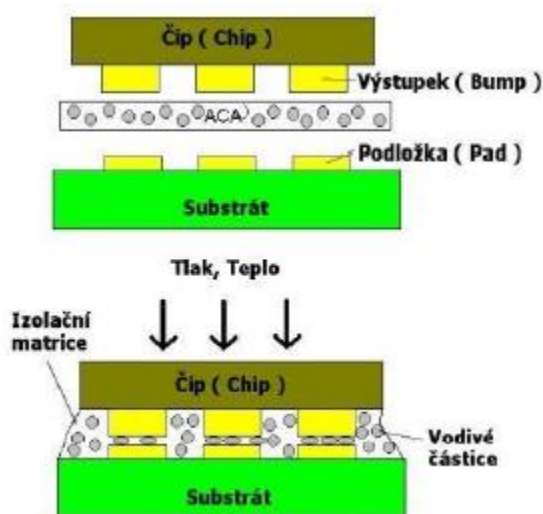 Čip ( Chip )
Výstupek ( Bump )
ACA
Podložka ( Pad )
Substrát
Tlak, Teplo
Izolační
matrice
Čip ( Chip )
Vodivé
částice
Substrát